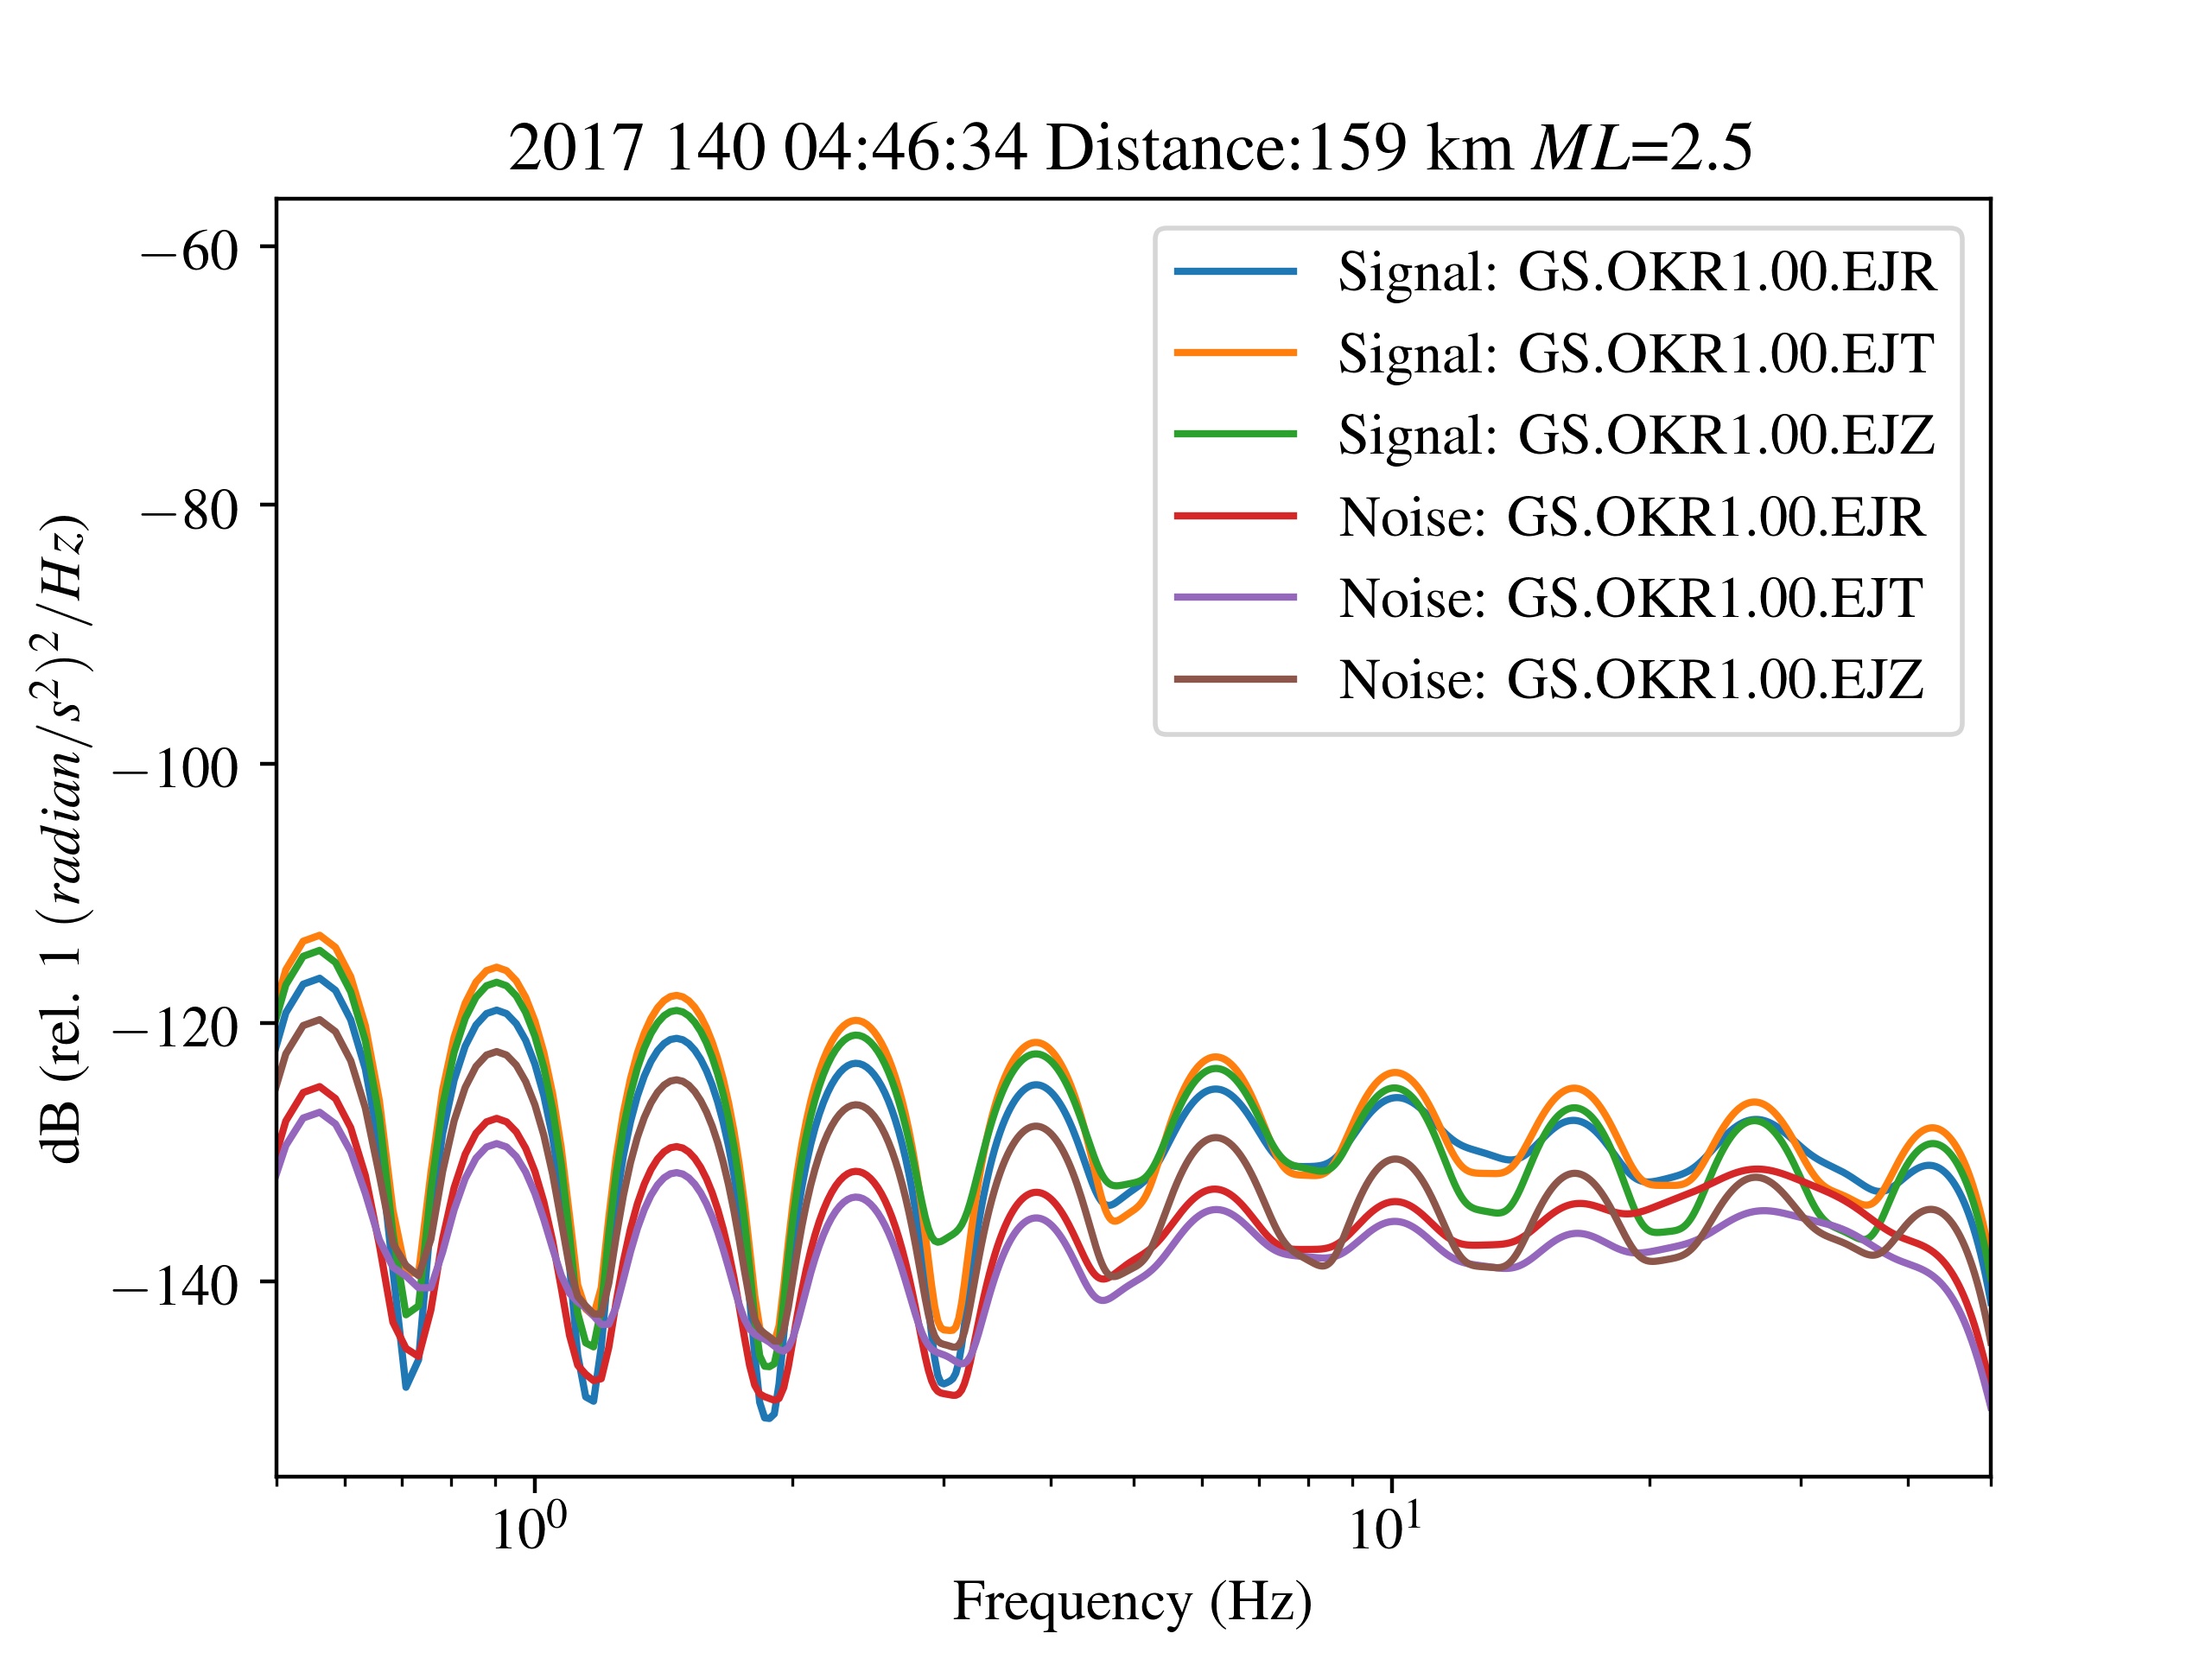 2017 140 04:46:34 Distance:159 km ML=2.5
Signal: GS.OKR1.00.EJR
Signal: GS.OKR1.00.EJT
Signal: GS.OKR1.00.EJZ
Noise: GS.OKR1.00.EJR
Noise: GS.OKR1.00.EJT
Noise: GS.OKR1.00.EJZ
−60
−80
−100
−120
−140
dB (rel. 1 (radian/s²)²/Hz)
10⁰
10¹
Frequency (Hz)